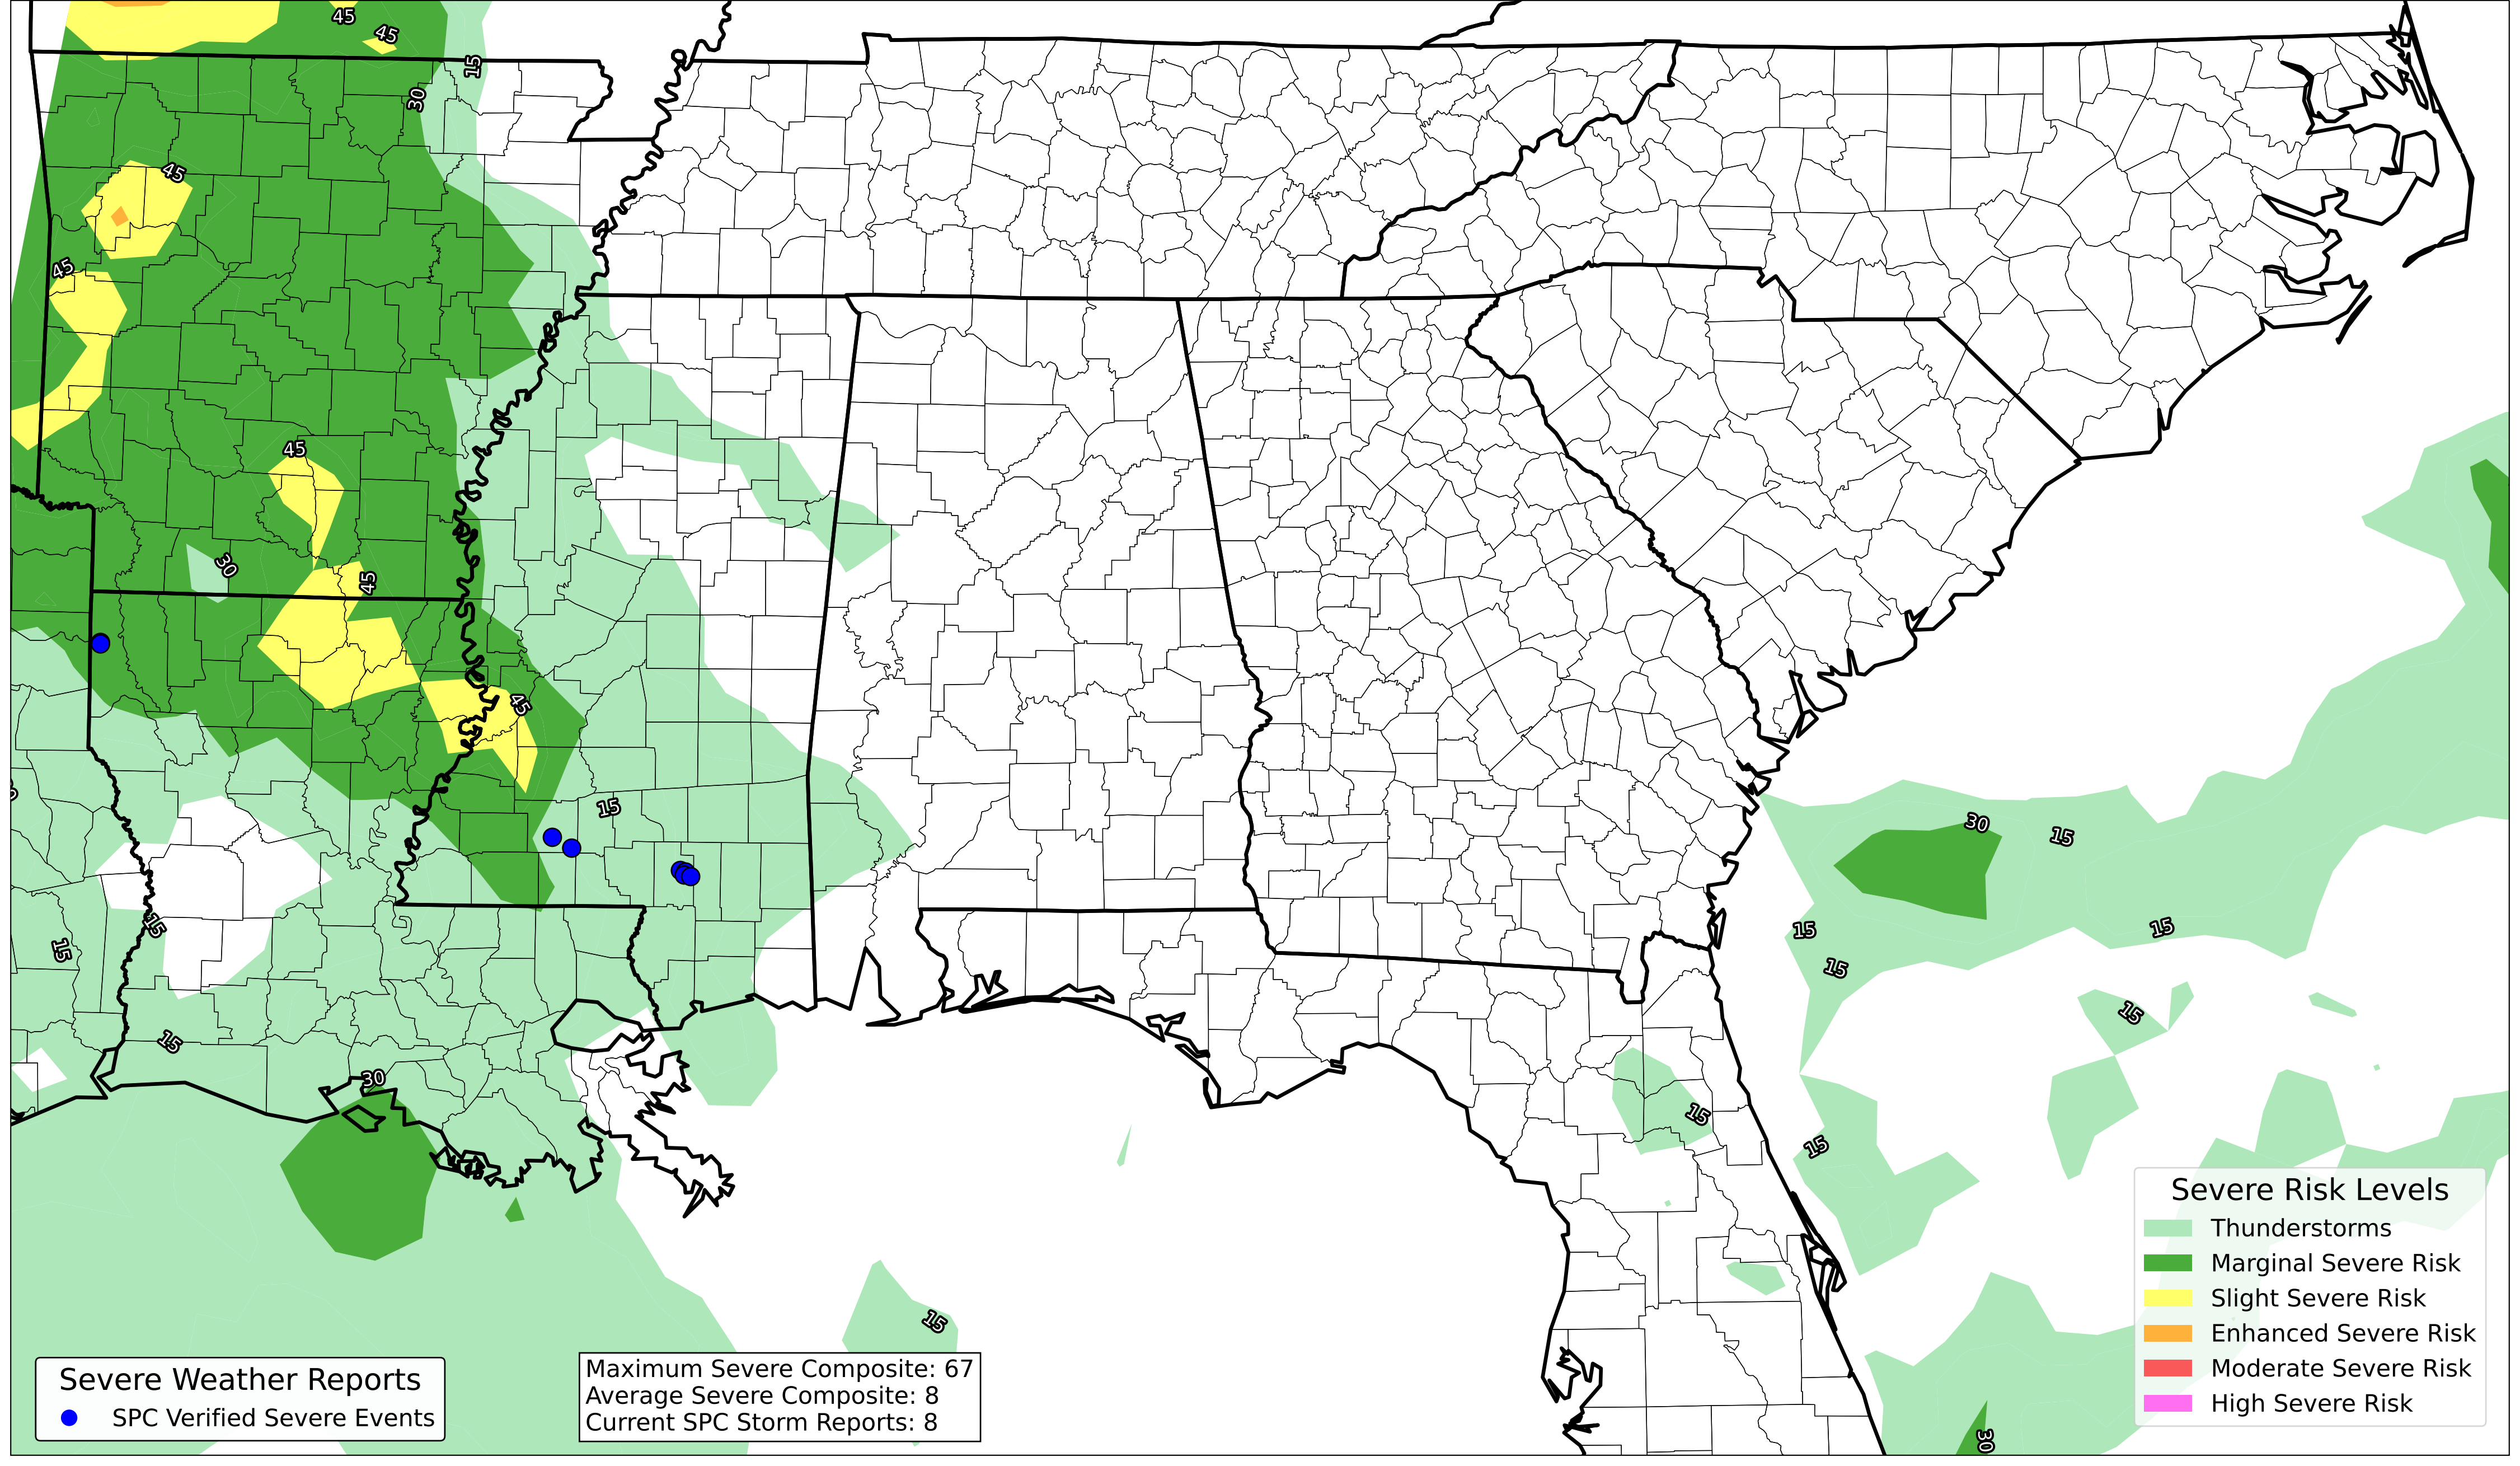 45
45
15
30
45
45
45
30
45
45
15
30
15
15
15
15
15
15
15
15
30
15
15
15
30
Severe Risk Levels
Thunderstorms
Marginal Severe Risk
Slight Severe Risk
Enhanced Severe Risk
Moderate Severe Risk
High Severe Risk
Severe Weather Reports
SPC Verified Severe Events
Maximum Severe Composite: 67
Average Severe Composite: 8
Current SPC Storm Reports: 8